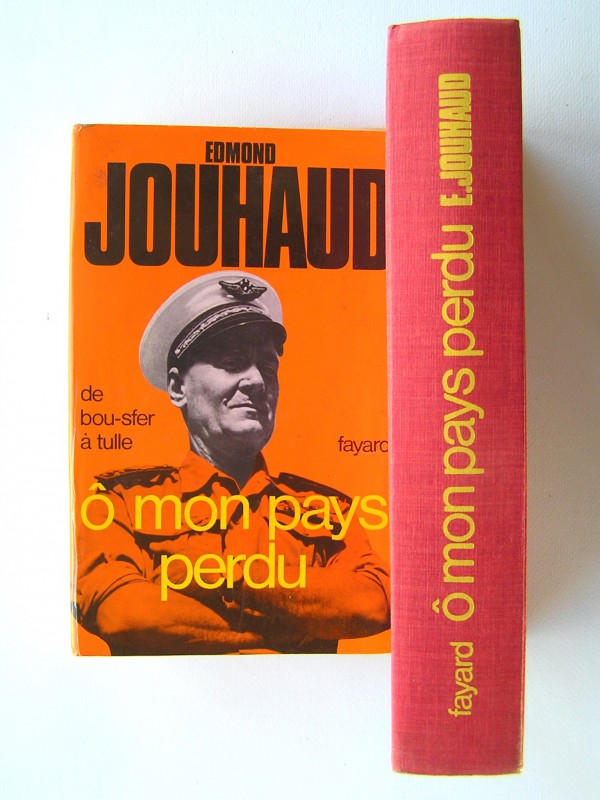 EDMOND
JOUHAUD
de
bou-sfer
à tulle
fayard
ô mon pays
perdu
fayard Ô mon pays perdu E.JOUHAUD